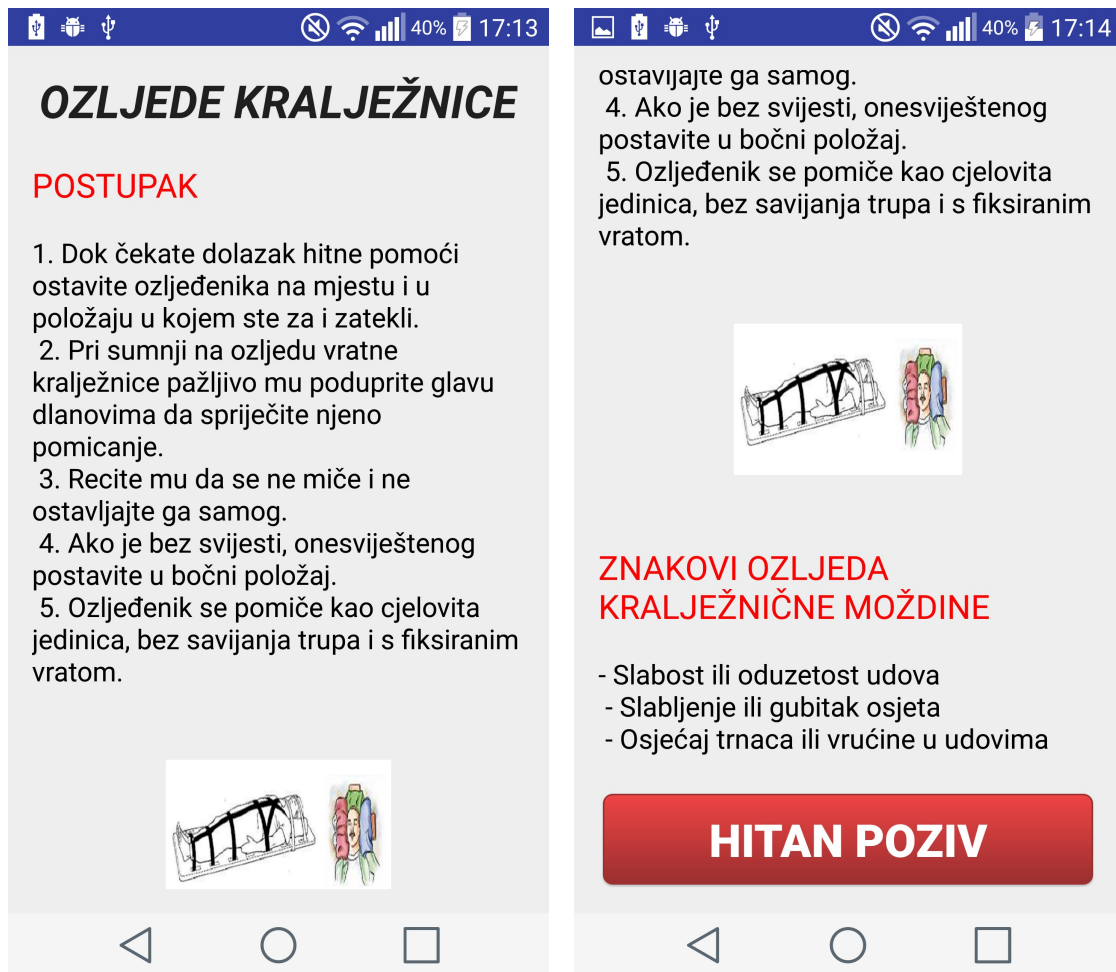 40% 17:13
OZLJEDE KRALJEŽNICE
POSTUPAK
1. Dok čekate dolazak hitne pomoći
ostavite ozljeđenika na mjestu i u
položaju u kojem ste za i zatekli.
2. Pri sumnji na ozljedu vratne
kralježnice pažljivo mu poduprite glavu
dlanovima da spriječite njeno
pomicanje.
3. Recite mu da se ne miče i ne
ostavljajte ga samog.
4. Ako je bez svijesti, onesviještenog
postavite u bočni položaj.
5. Ozljeđenik se pomiče kao cjelovita
jedinica, bez savijanja trupa i s fiksiranim
vratom.
40% 17:14
ostavljajte ga samog.
4. Ako je bez svijesti, onesviještenog
postavite u bočni položaj.
5. Ozljeđenik se pomiče kao cjelovita
jedinica, bez savijanja trupa i s fiksiranim
vratom.
ZNAKOVI OZLJEDA
KRALJEŽNIČNE MOŽDINE
- Slabost ili oduzetost udova
- Slabljenje ili gubitak osjeta
- Osjećaj trnaca ili vrućine u udovima
HITAN POZIV